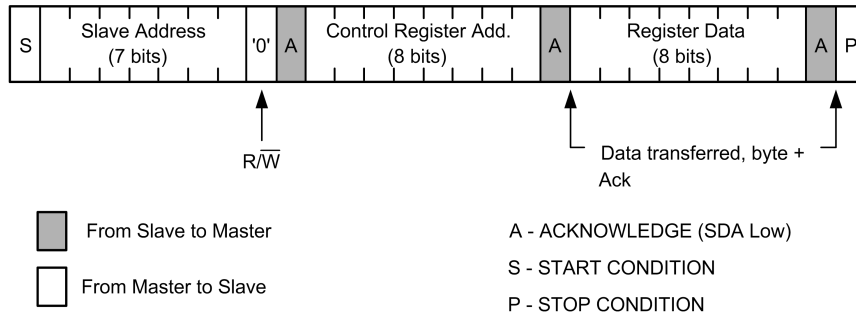 S Slave Address (7 bits) '0' A Control Register Add. (8 bits) A Register Data (8 bits) A P
R/W̅
Data transferred, byte +
Ack
From Slave to Master
A - ACKNOWLEDGE (SDA Low)
S - START CONDITION
From Master to Slave
P - STOP CONDITION